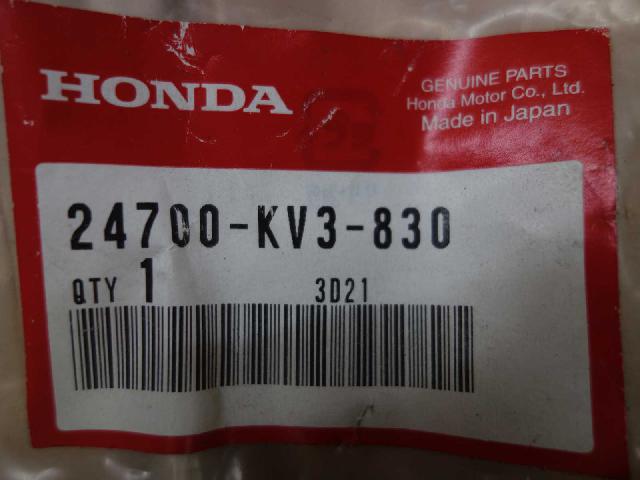 HONDA
GENUINE PARTS
Honda Motor Co., Ltd.
Made in Japan
24700-KV3-830
QTY 1 3D21